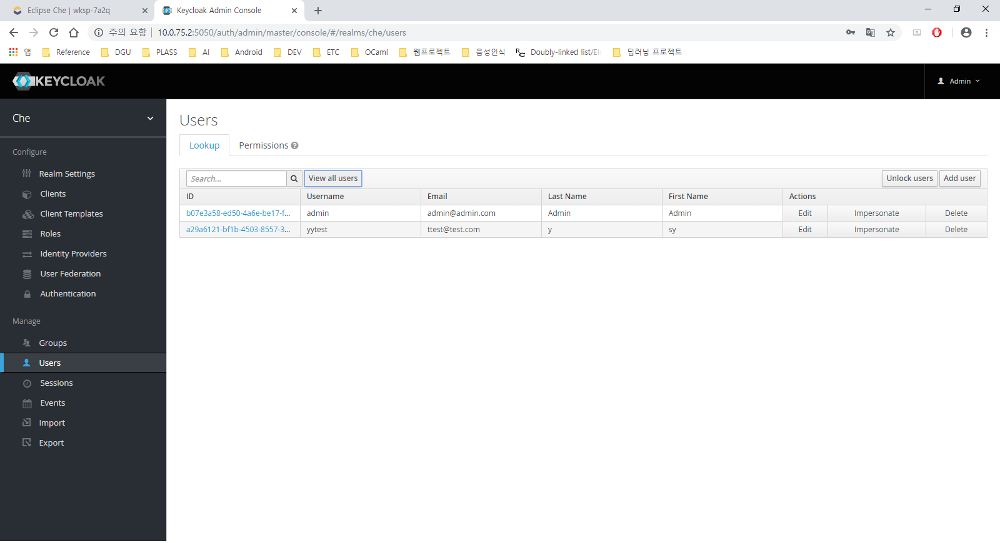 Eclipse Che | wksp-7a2q
Keycloak Admin Console
주의 요함 10.0.75.2:5050/auth/admin/master/console/#/realms/che/users
앱 Reference DGU PLASS AI Android DEV ETC OCaml 웹프로젝트 음성인식 Doubly-linked list/El 딥러닝 프로젝트
KEYCLOAK
Admin
Che
Configure
Realm Settings
Clients
Client Templates
Roles
Identity Providers
User Federation
Authentication
Manage
Groups
Users
Sessions
Events
Import
Export
Users
Lookup Permissions
Search... View all users Unlock users Add user
ID Username Email Last Name First Name Actions
b07e3a58-ed50-4a6e-be17-f... admin admin@admin.com Admin Admin Edit Impersonate Delete
a29a6121-bf1b-4503-8557-3... yytest ttest@test.com y sy Edit Impersonate Delete